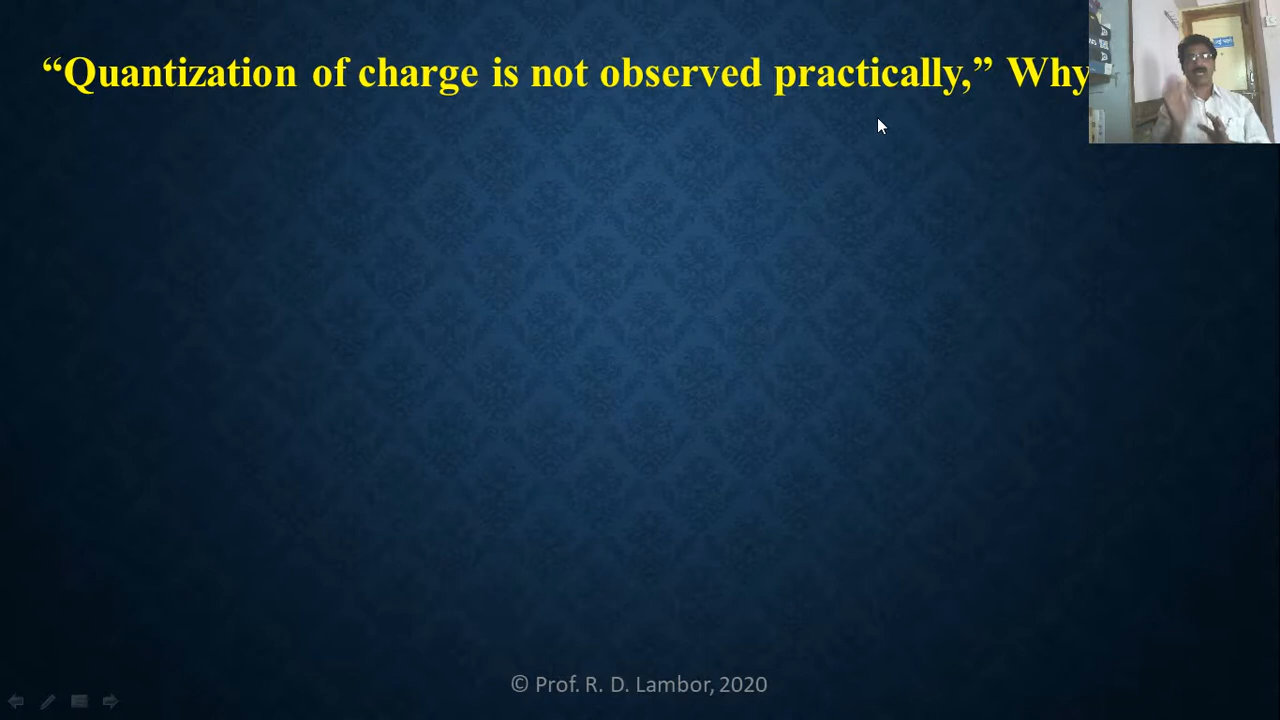 “Quantization of charge is not observed practically,” Why
© Prof. R. D. Lambor, 2020